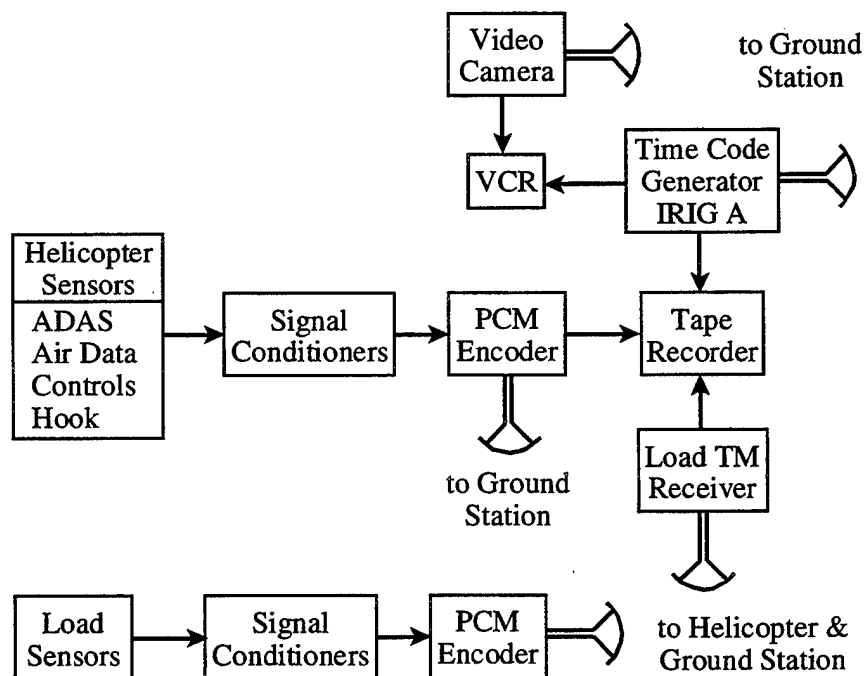 Video
Camera
to Ground
Station
VCR
Time Code
Generator
IRIG A
Helicopter
Sensors
ADAS
Air Data
Controls
Hook
Signal
Conditioners
PCM
Encoder
Tape
Recorder
to Ground
Station
Load TM
Receiver
Load
Sensors
Signal
Conditioners
PCM
Encoder
to Helicopter &
Ground Station